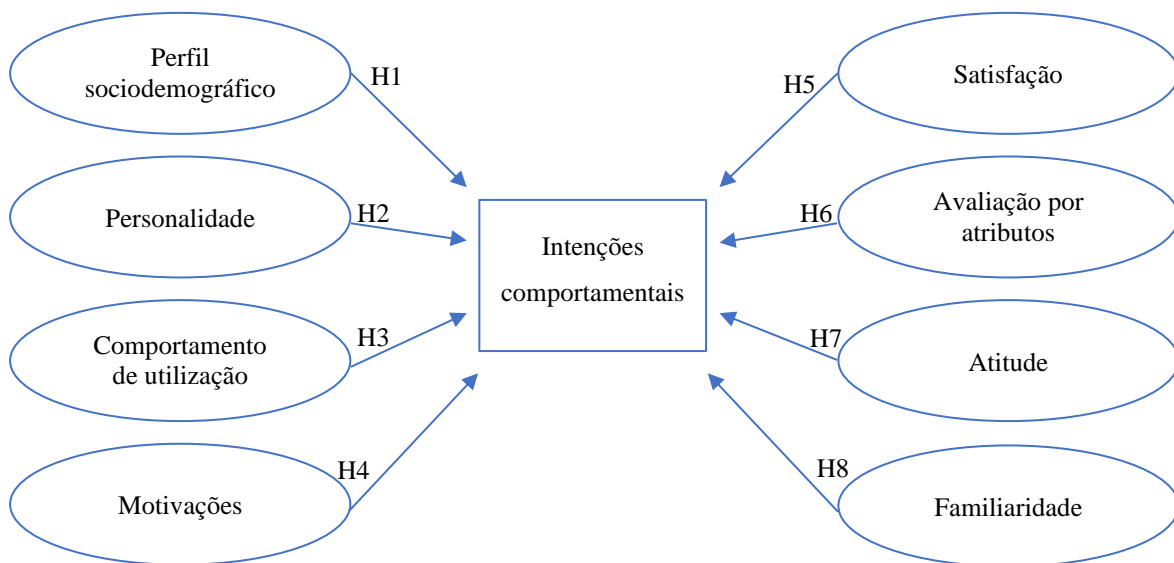 Perfil
sociodemográfico
H1
Personalidade
H2
Comportamento
de utilização
H3
Motivações
H4
Intenções
comportamentais
H5
Satisfação
H6
Avaliação por
atributos
H7
Atitude
H8
Familiaridade